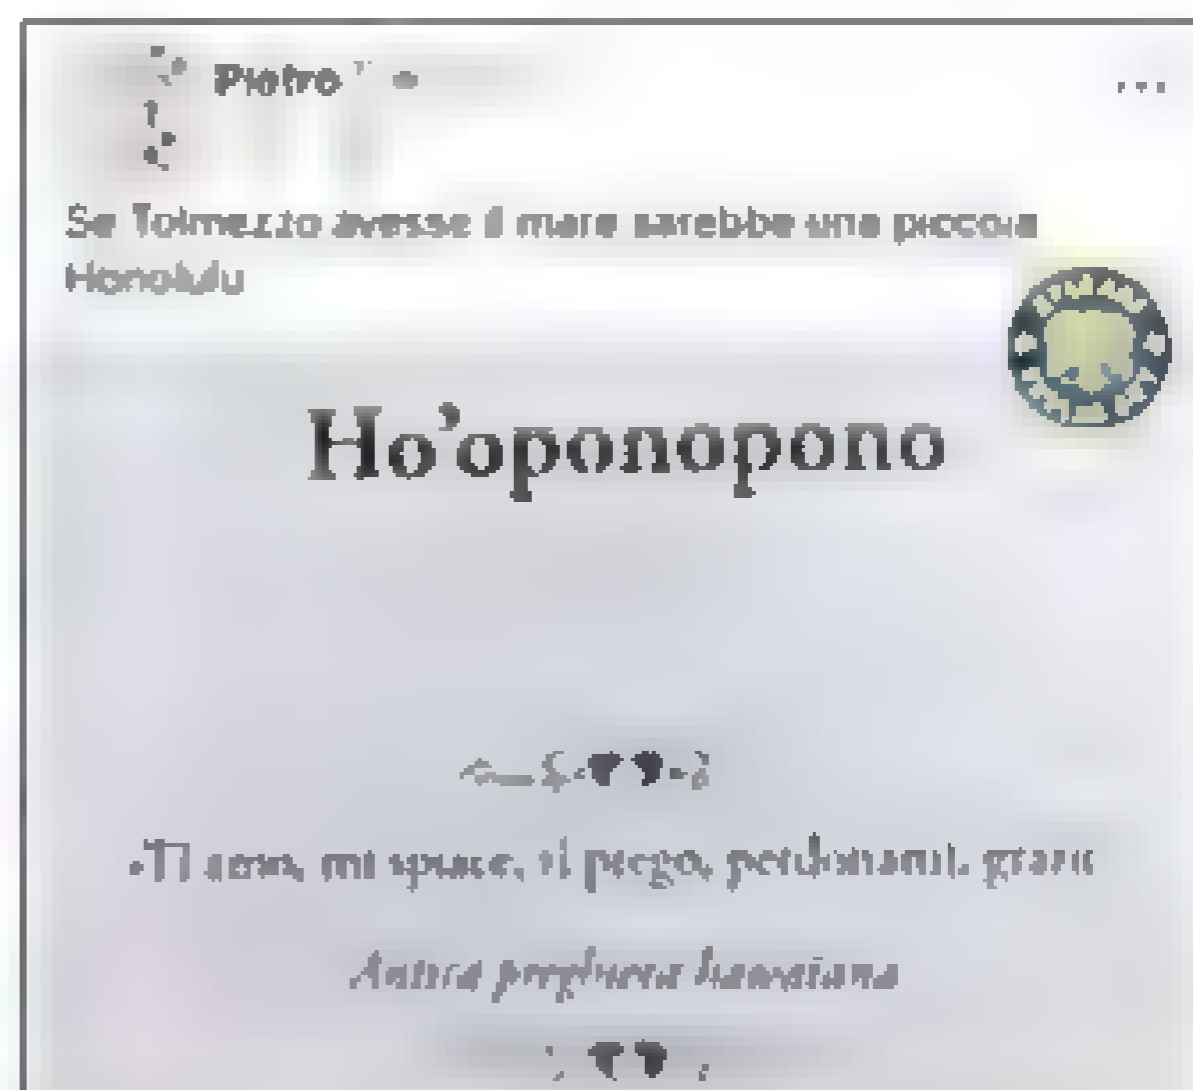 Pietro
Se Tolmezzo avesse il mare sarebbe una piccola
Honolulu
Ho'oponopono
«Ti amo, mi spiace, ti prego, perdonami, grazie
Antica preghiera hawaiana